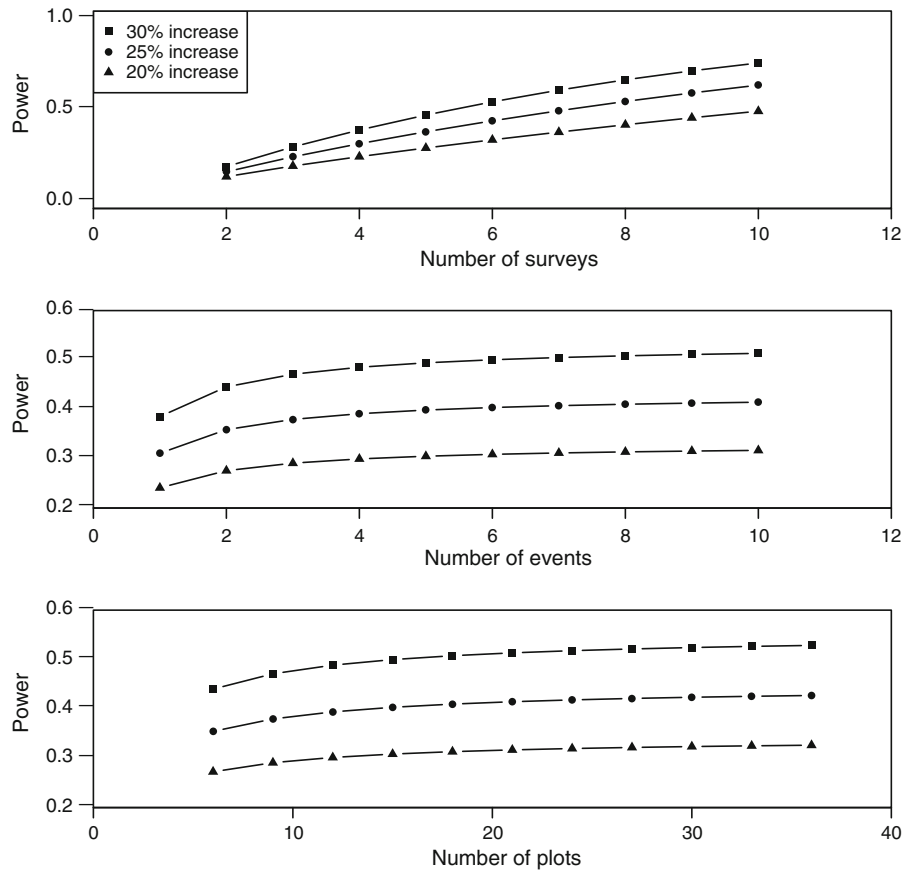 1.0
30% increase
25% increase
20% increase
Power
0.5
0.0
0 2 4 6 8 10 12
Number of surveys
0.6
0.5
Power
0.4
0.3
0.2
0 2 4 6 8 10 12
Number of events
0.6
0.5
Power
0.4
0.3
0.2
0 10 20 30 40
Number of plots